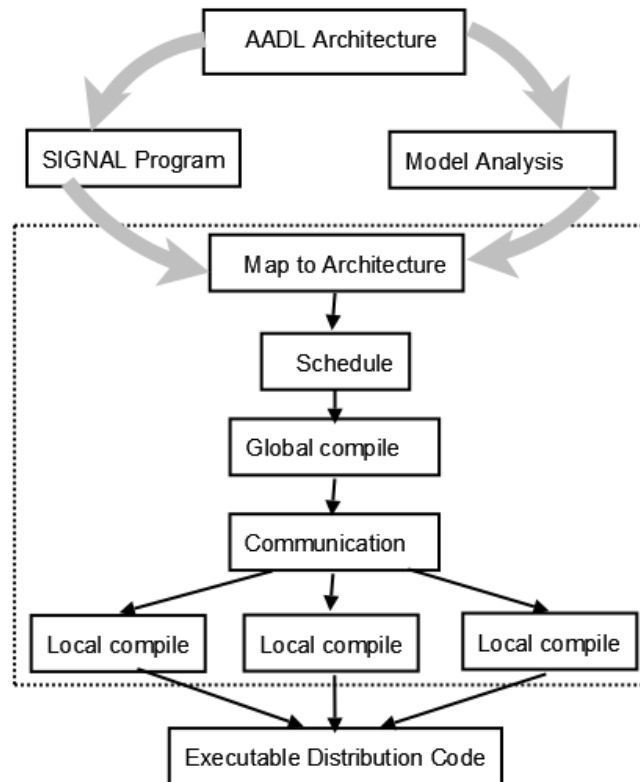 AADL Architecture
SIGNAL Program
Model Analysis
Map to Architecture
Schedule
Global compile
Communication
Local compile
Local compile
Local compile
Executable Distribution Code